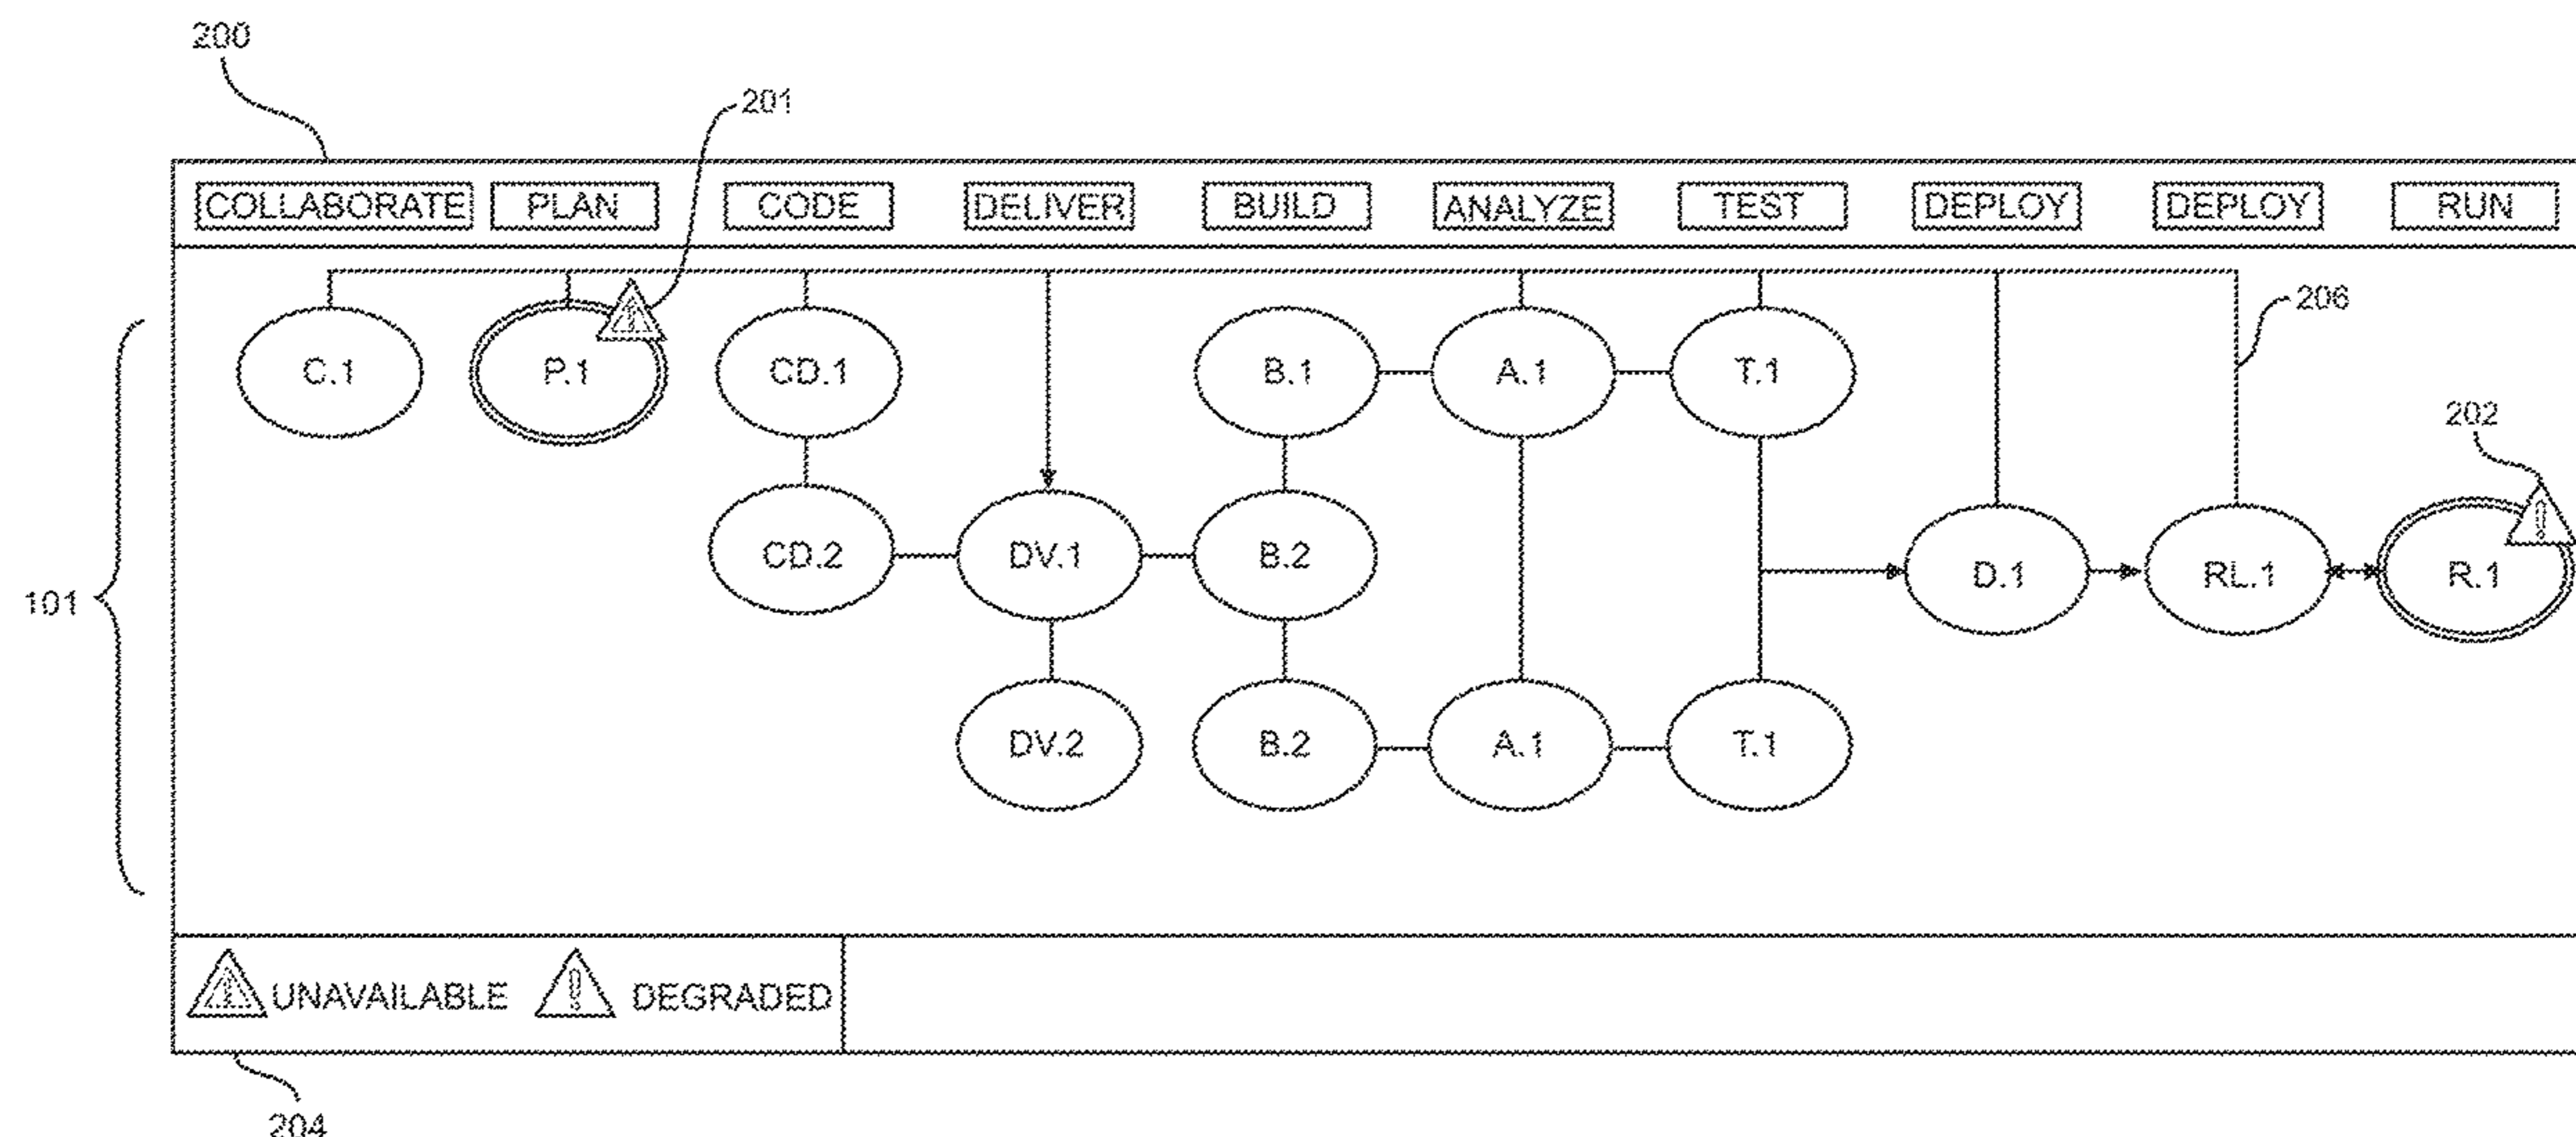 200
201
COLLABORATE PLAN CODE DELIVER BUILD ANALYZE TEST DEPLOY DEPLOY RUN
206
C.1 P.1 CD.1 B.1 A.1 T.1
202
CD.2 DV.1 B.2 D.1 RL.1 R.1
101
DV.2 B.2 A.1 T.1
UNAVAILABLE DEGRADED
204